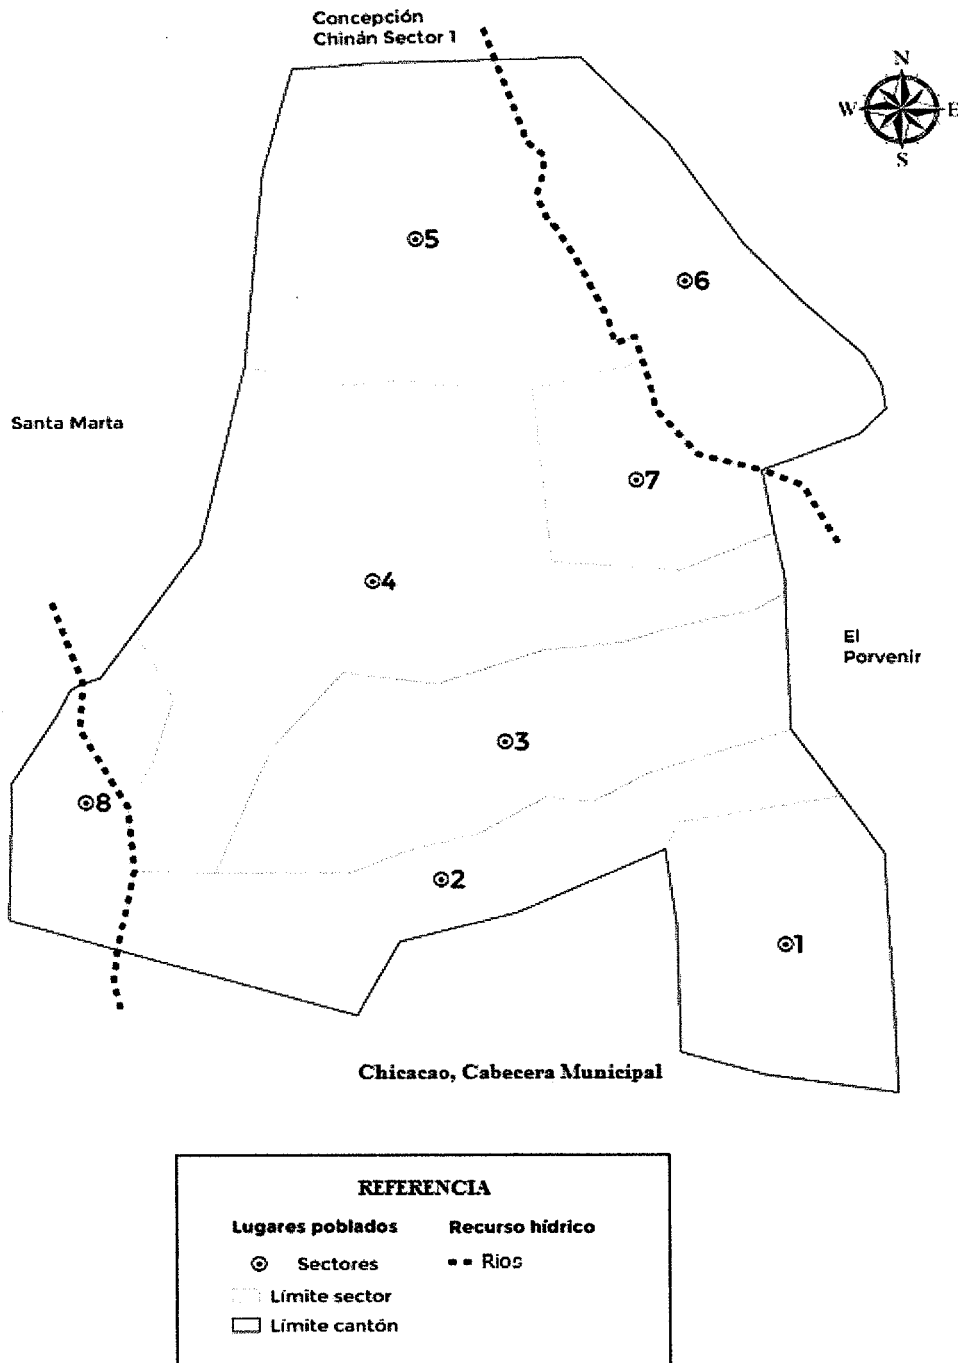 Concepción
Chinán Sector 1
N
W E
S
5
6
Santa Marta
7
4
El
Porvenir
3
8
2
1
Chicacao, Cabecera Municipal
REFERENCIA
Lugares poblados Recurso hídrico
Sectores Rios
Límite sector
Límite cantón